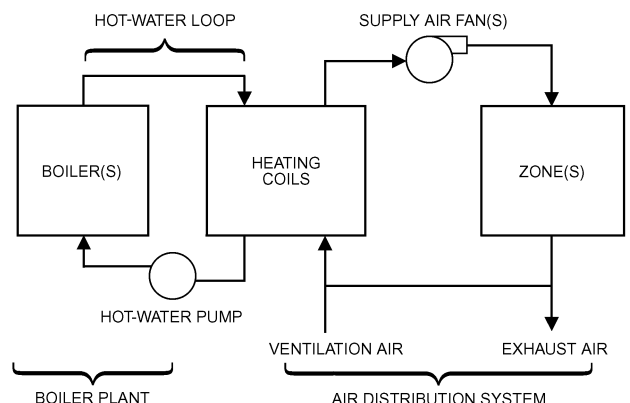 HOT-WATER LOOP
SUPPLY AIR FAN(S)
BOILER(S)
HEATING
COILS
ZONE(S)
HOT-WATER PUMP
VENTILATION AIR
EXHAUST AIR
BOILER PLANT
AIR DISTRIBUTION SYSTEM